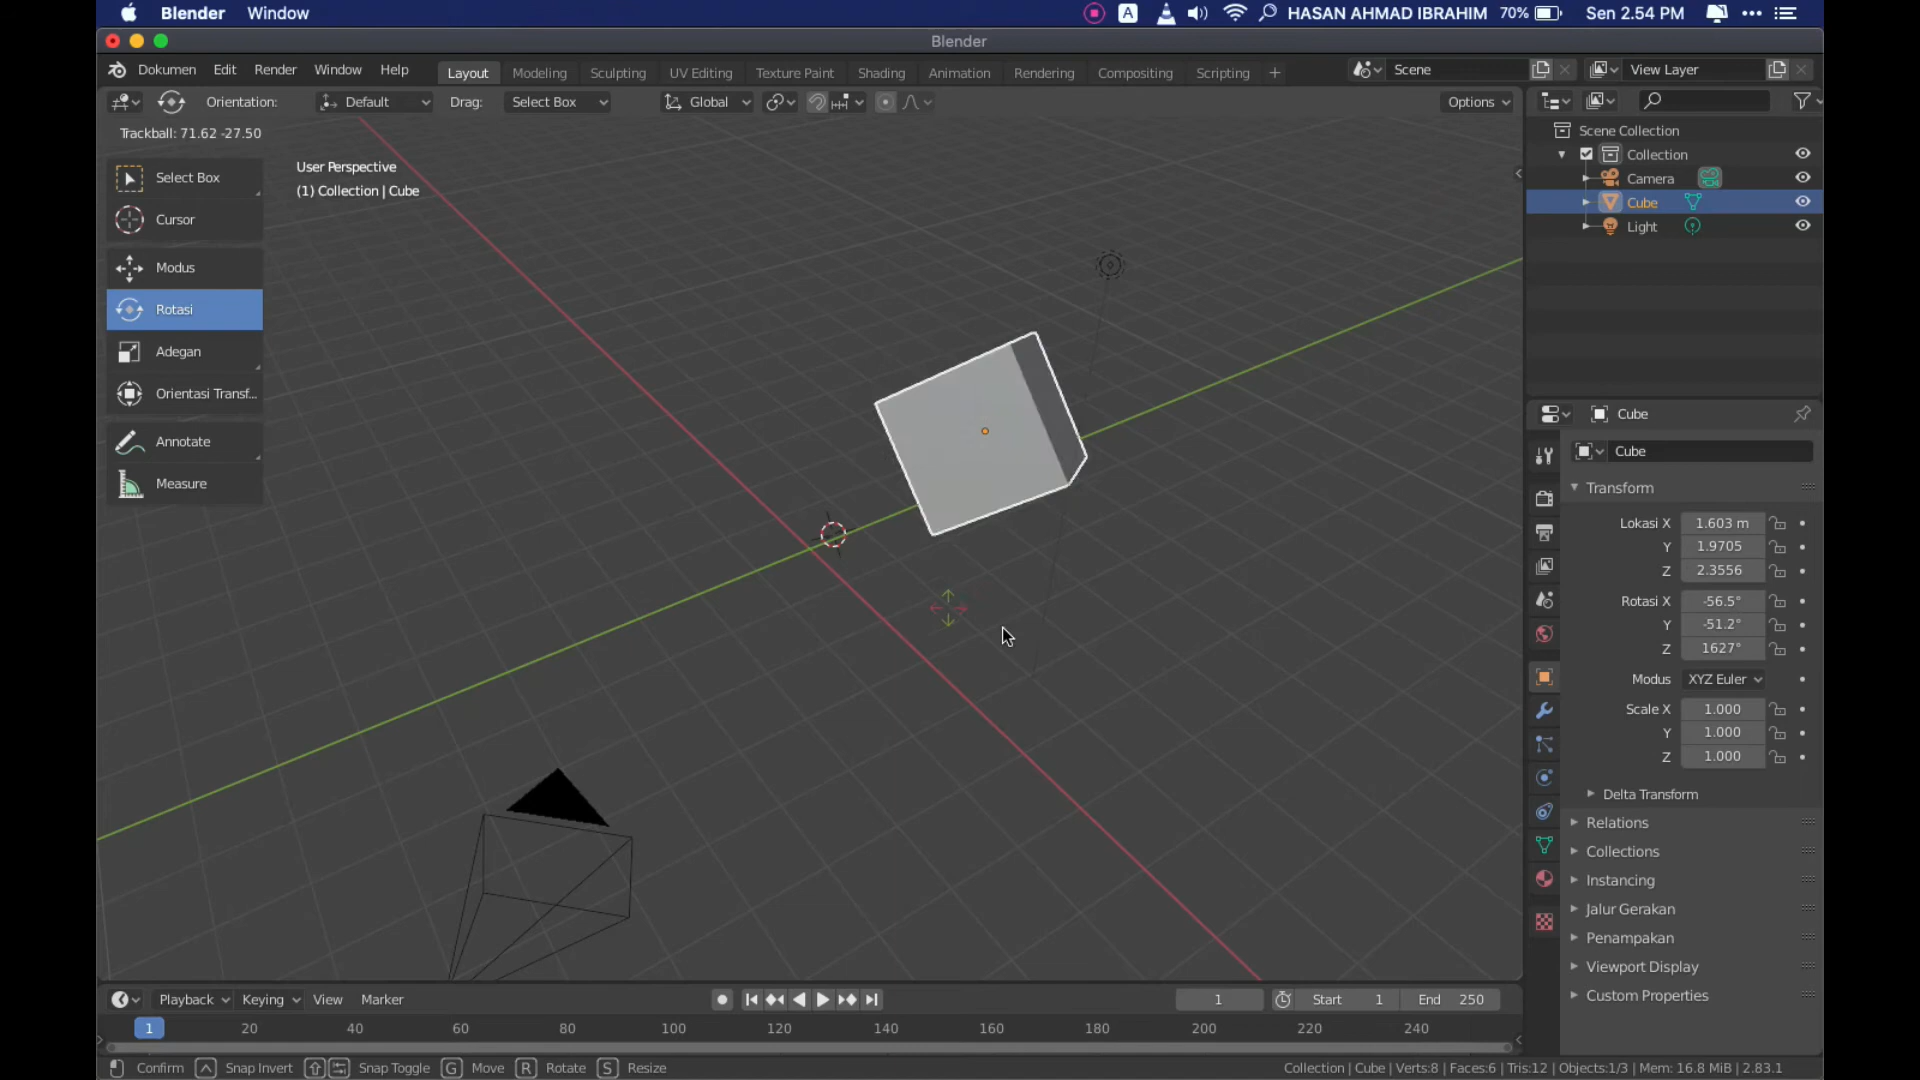 Blender Window A HASAN AHMAD IBRAHIM 70% Sen 2.54 PM
Blender
Dokumen Edit Render Window Help Layout Modeling Sculpting UV Editing Texture Paint Shading Animation Rendering Compositing Scripting + Scene View Layer
Orientation: Default Drag: Select Box Global Options
Trackball: 71.62 -27.50
Scene Collection
Collection
Camera
Cube
Light
User Perspective
(1) Collection | Cube
Select Box
Cursor
Modus
Rotasi
Adegan
Orientasi Transf...
Annotate
Measure
Cube
Cube
Transform
Lokasi X 1.603 m
Y 1.9705
Z 2.3556
Rotasi X -56.5°
Y -51.2°
Z 1627°
Modus XYZ Euler
Scale X 1.000
Y 1.000
Z 1.000
Delta Transform
Relations
Collections
Instancing
Jalur Gerakan
Penampakan
Viewport Display
Custom Properties
Playback Keying View Marker 1 Start 1 End 250
1 20 40 60 80 100 120 140 160 180 200 220 240
Confirm Snap Invert Snap Toggle G Move R Rotate S Resize Collection | Cube | Verts:8 | Faces:6 | Tris:12 | Objects:1/3 | Mem: 16.8 MiB | 2.83.1